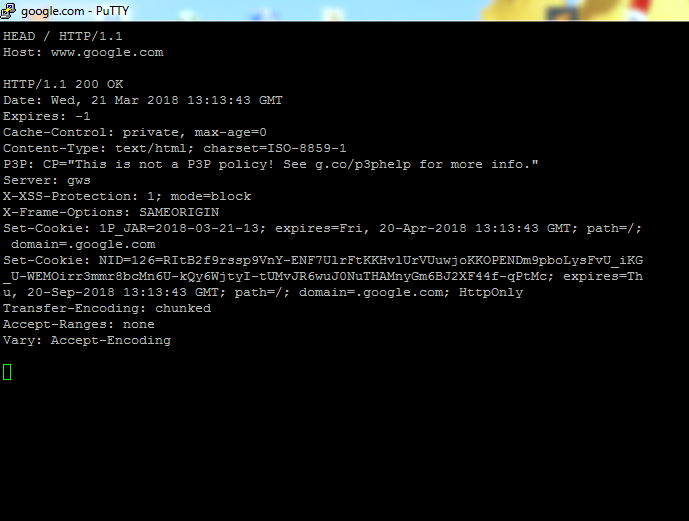 google.com - PuTTY
HEAD / HTTP/1.1
Host: www.google.com
HTTP/1.1 200 OK
Date: Wed, 21 Mar 2018 13:13:43 GMT
Expires: -1
Cache-Control: private, max-age=0
Content-Type: text/html; charset=ISO-8859-1
P3P: CP="This is not a P3P policy! See g.co/p3phelp for more info."
Server: gws
X-XSS-Protection: 1; mode=block
X-Frame-Options: SAMEORIGIN
Set-Cookie: 1P_JAR=2018-03-21-13; expires=Fri, 20-Apr-2018 13:13:43 GMT; path=/;
domain=.google.com
Set-Cookie: NID=126=RItB2f9rssp9VnY-ENF7UlrFtKKHvlUrVUuwjoKKOPENDm9pboLysFvU_iKG
_U-WEMOirr3mmr8bcMn6U-kQy6WjtyI-tUMvJR6wuJ0NuTHAMnyGm6BJ2XF44f-qPtMc; expires=Th
u, 20-Sep-2018 13:13:43 GMT; path=/; domain=.google.com; HttpOnly
Transfer-Encoding: chunked
Accept-Ranges: none
Vary: Accept-Encoding